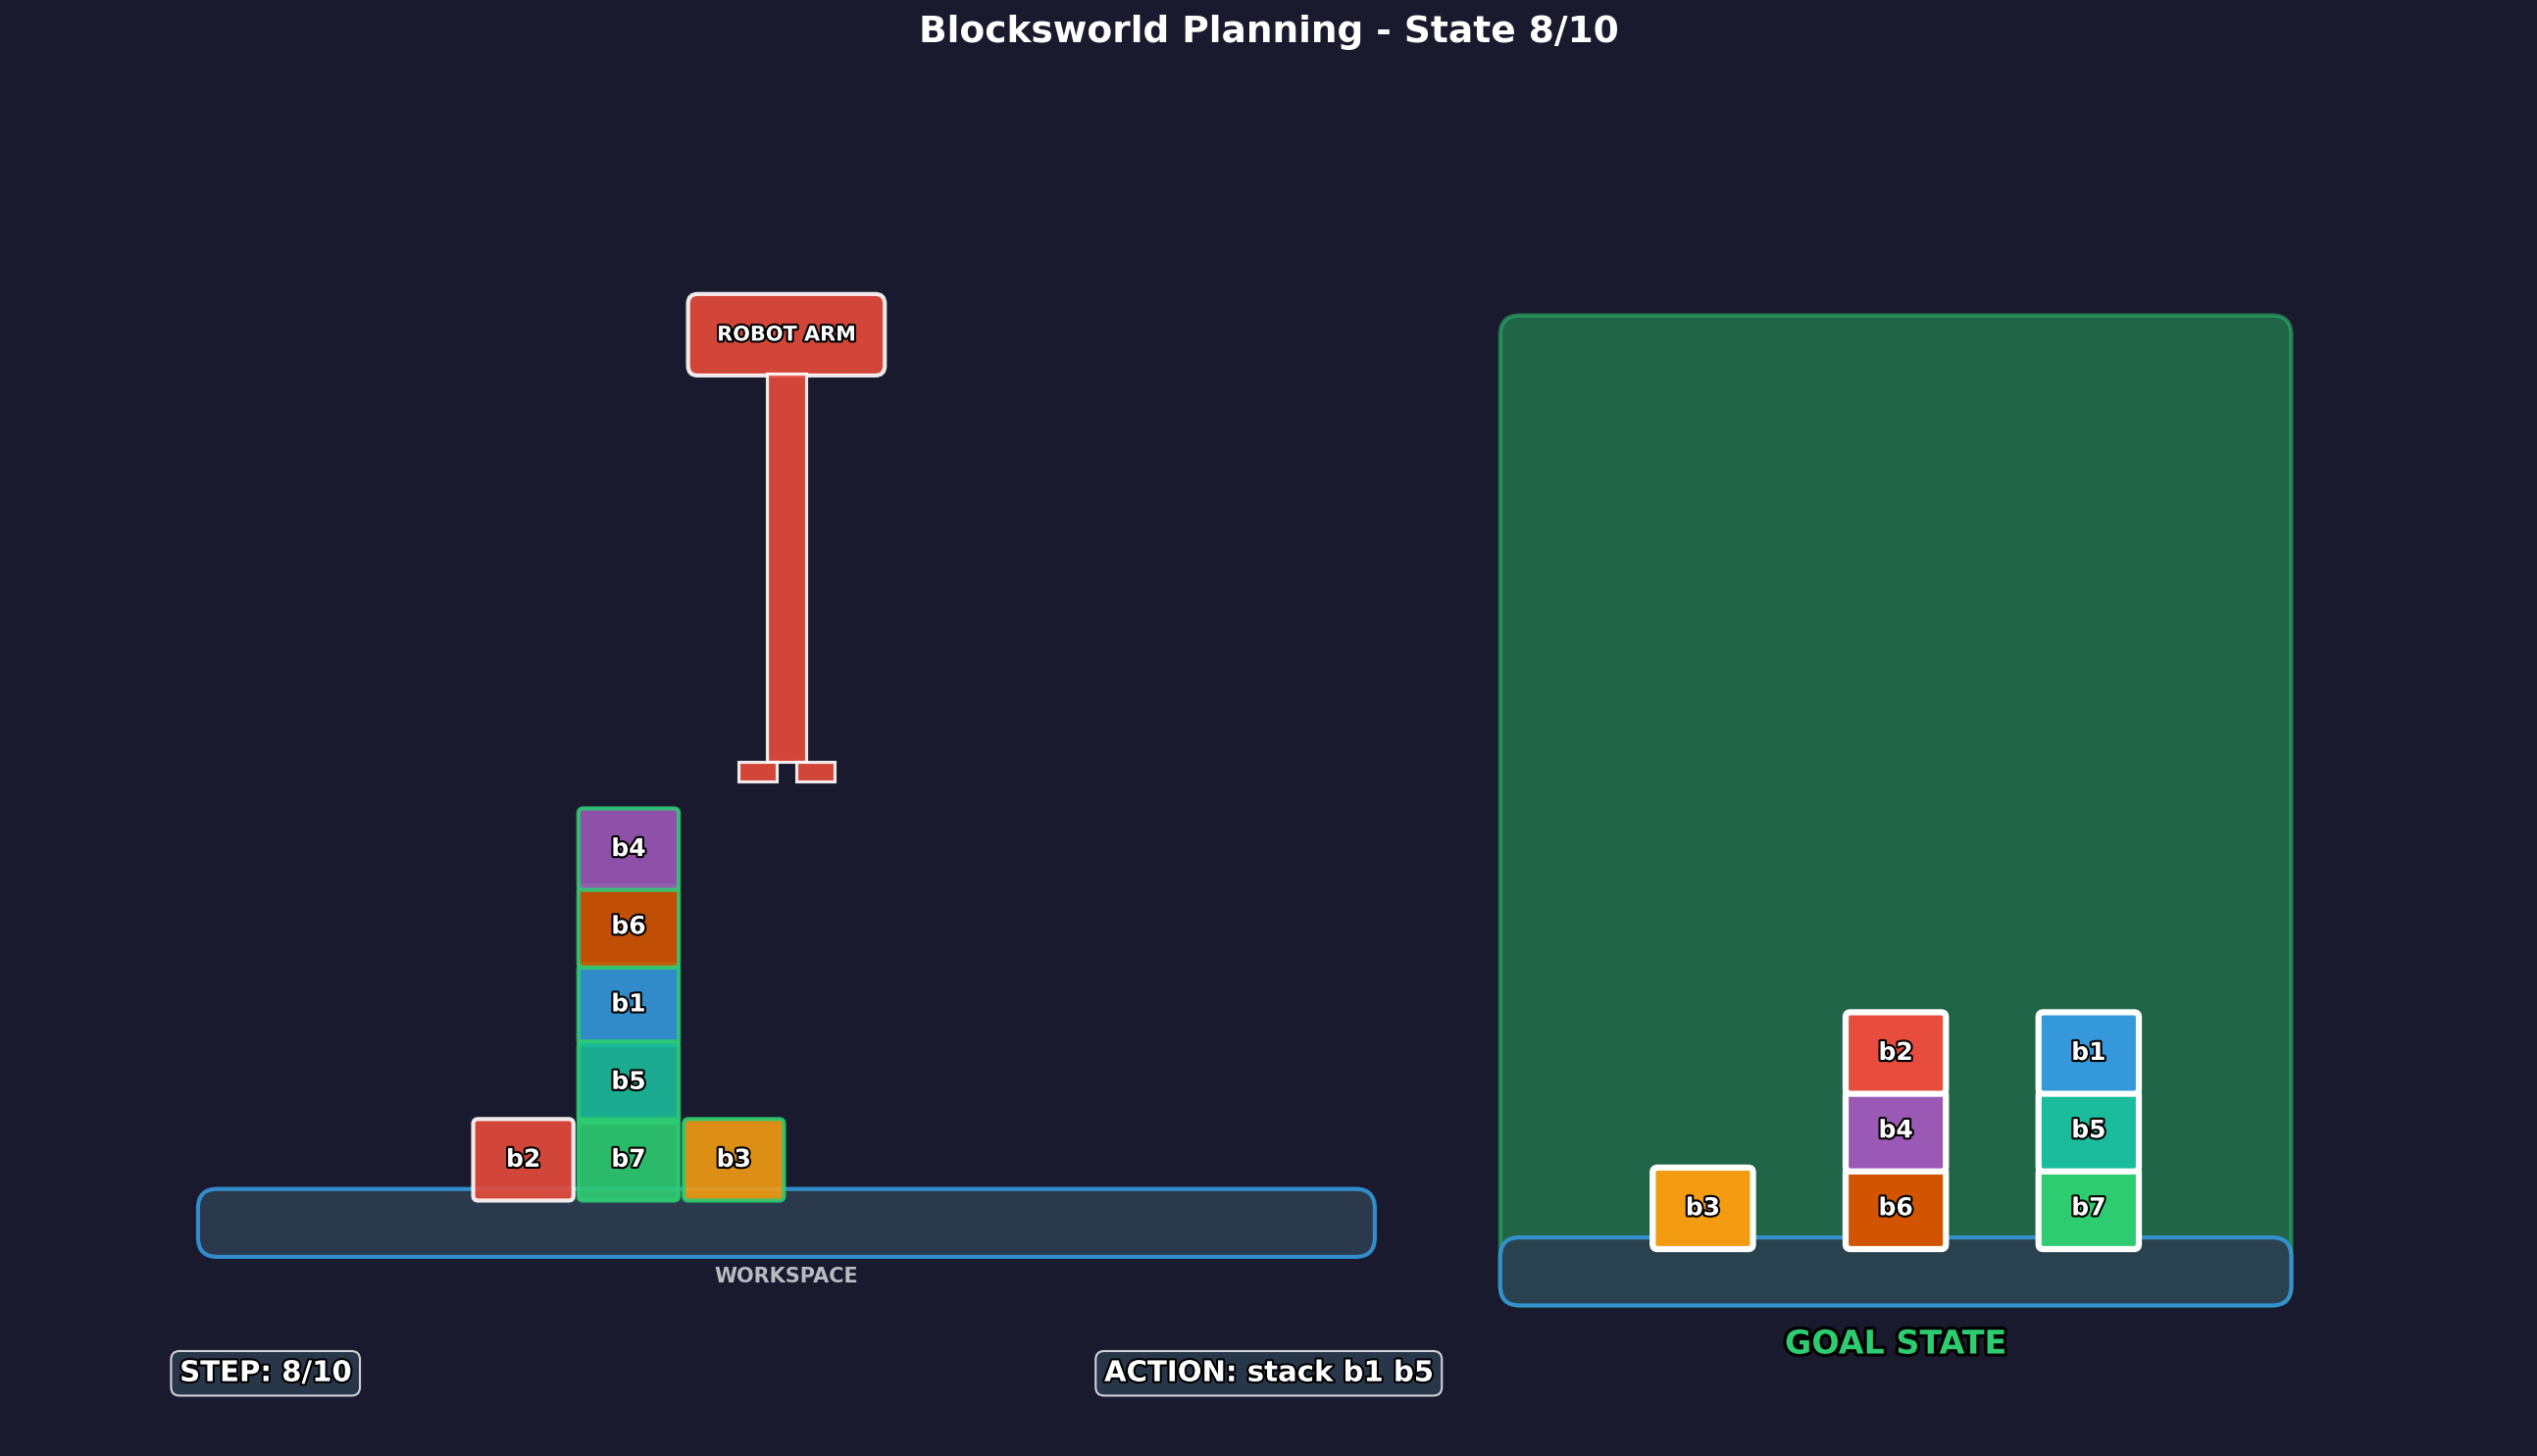 Blocksworld Planning - State 8/10
ROBOT ARM
b4
b6
b1
b5
b2 b7 b3
WORKSPACE
b2 b1
b4 b5
b3 b6 b7
GOAL STATE
STEP: 8/10
ACTION: stack b1 b5